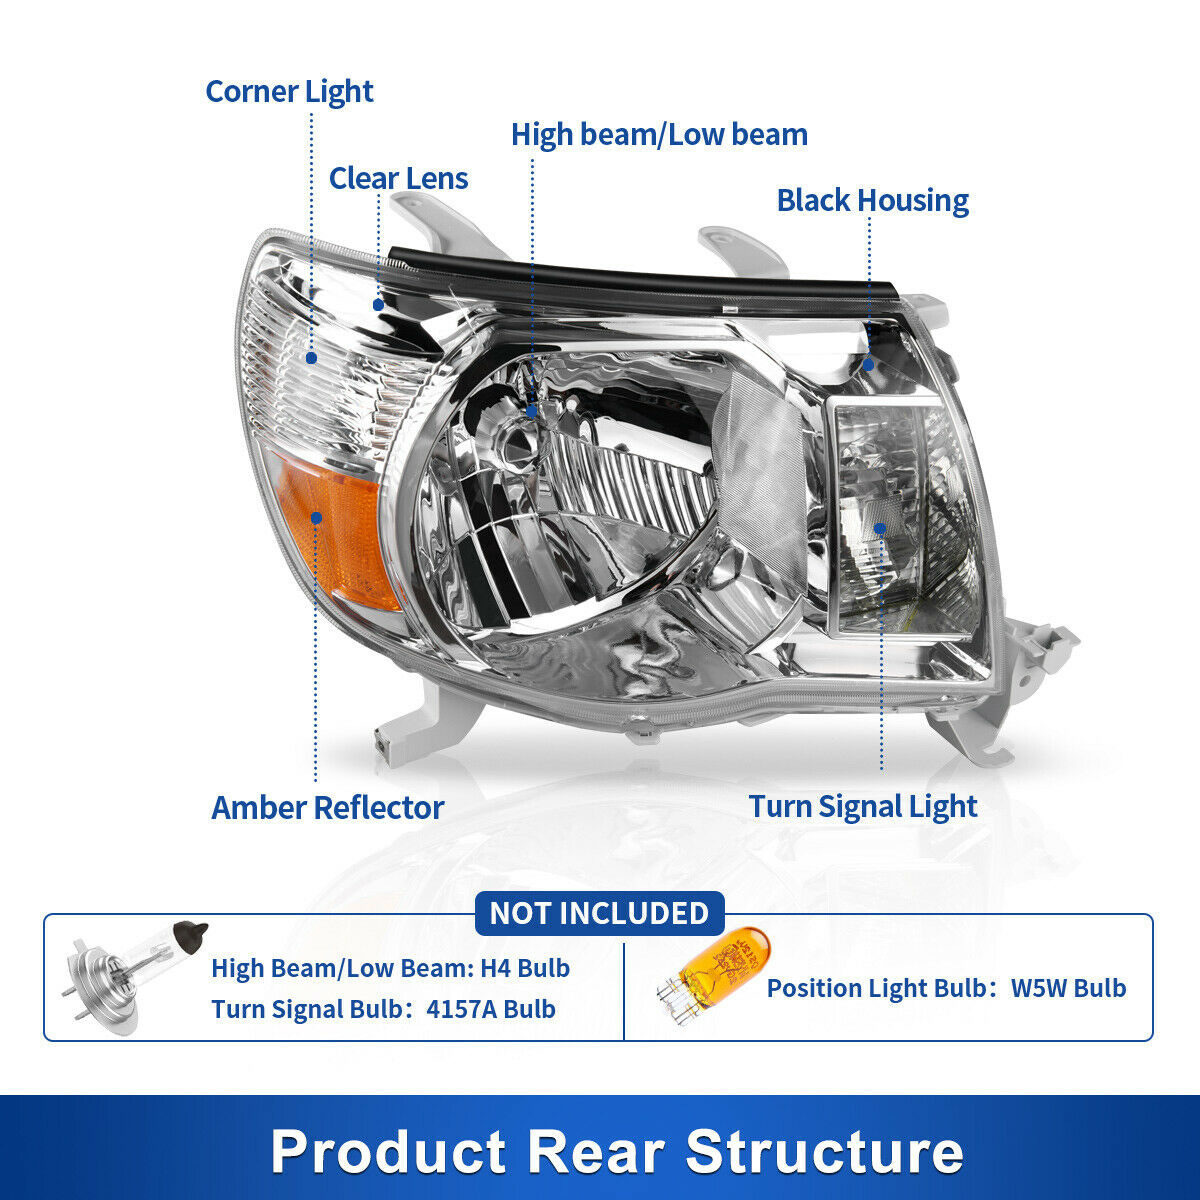 Corner Light
High beam/Low beam
Clear Lens
Black Housing
Amber Reflector
Turn Signal Light
NOT INCLUDED
High Beam/Low Beam: H4 Bulb
Turn Signal Bulb: 4157A Bulb
Position Light Bulb: W5W Bulb
Product Rear Structure